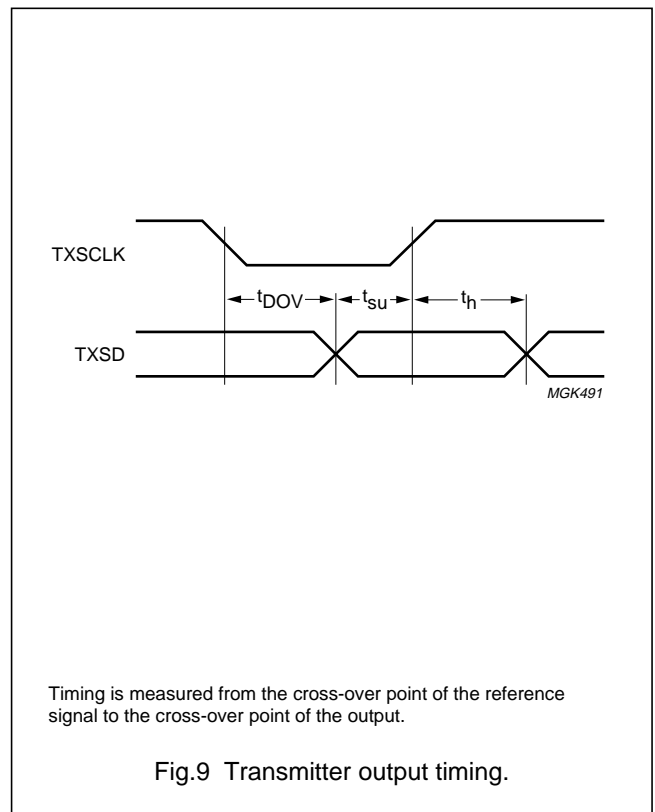 TXSCLK
tDOV tsu th
TXSD
MGK491
Timing is measured from the cross-over point of the reference
signal to the cross-over point of the output.
Fig.9 Transmitter output timing.